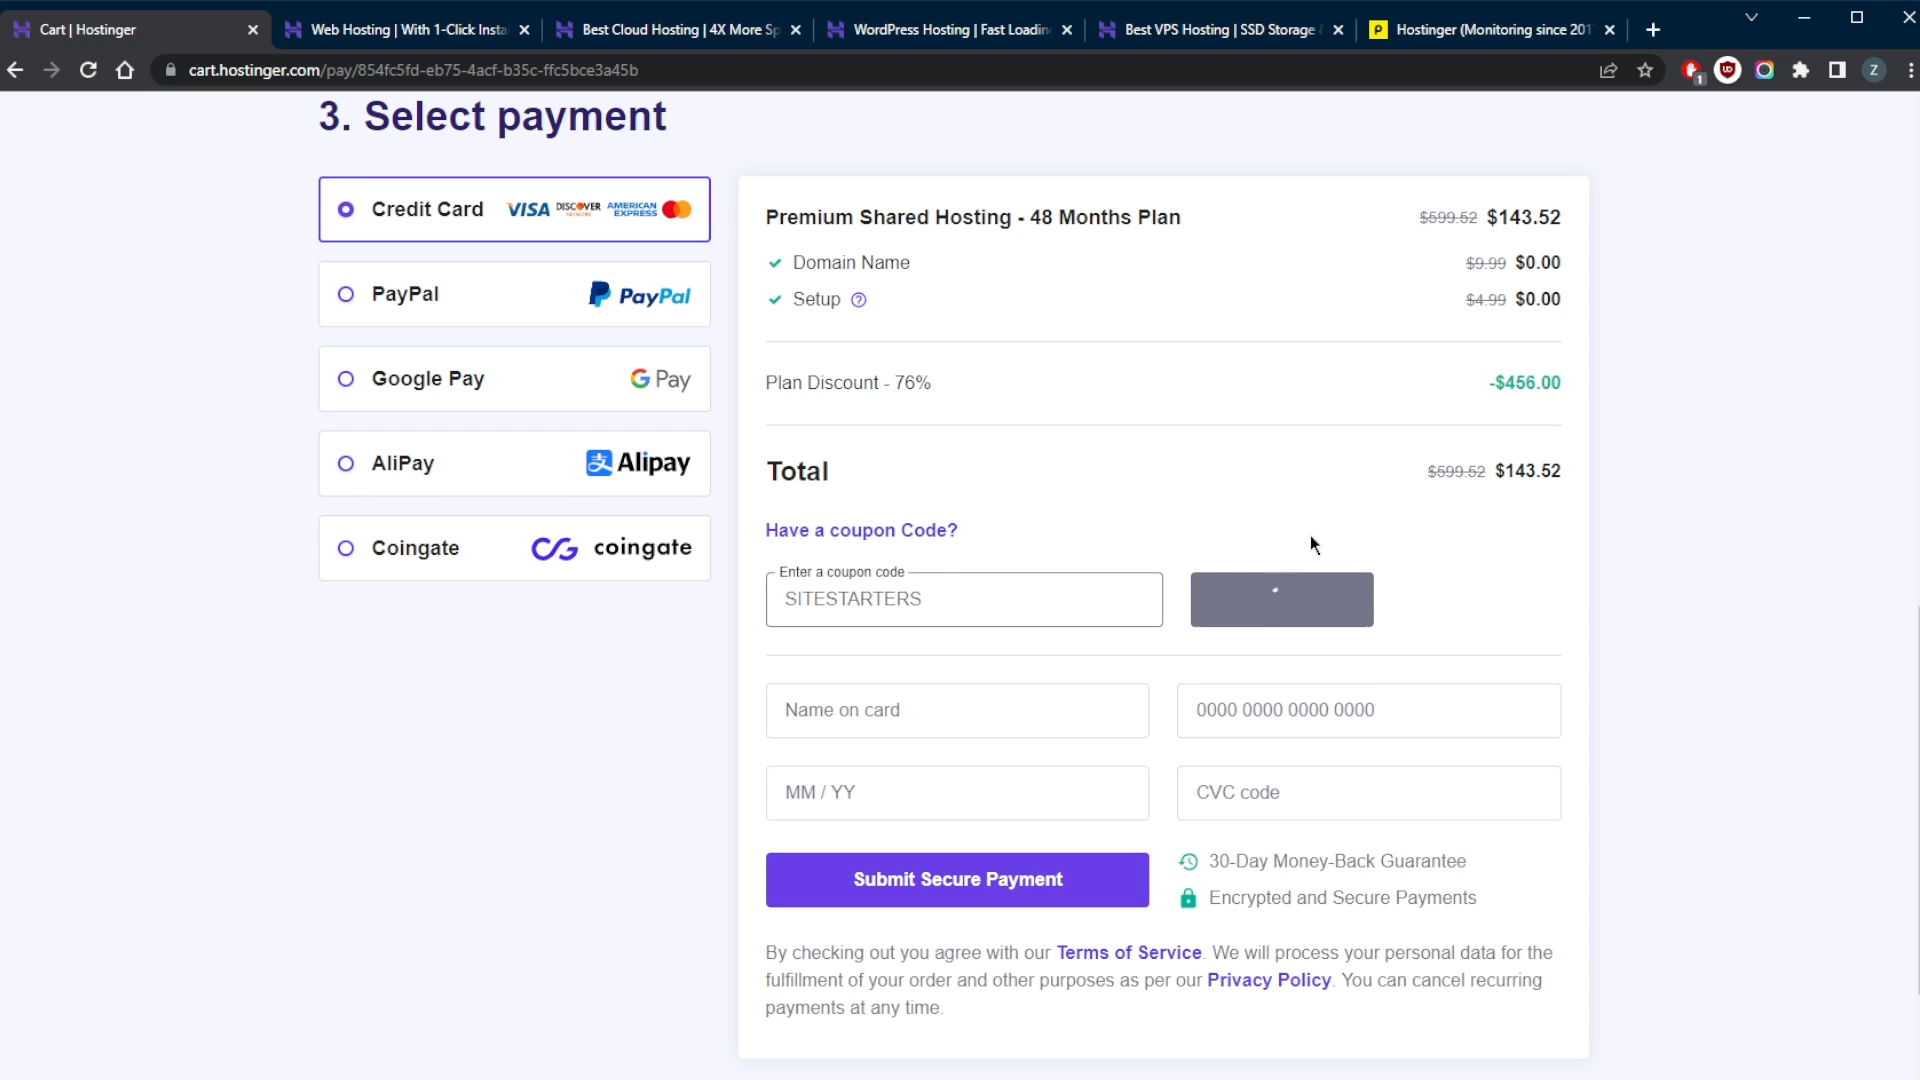 Cart | Hostinger
Web Hosting | With 1-Click Insta
Best Cloud Hosting | 4X More Sp
WordPress Hosting | Fast Loadin
Best VPS Hosting | SSD Storage &
P
Hostinger (Monitoring since 201
cart.hostinger.com/pay/854fc5fd-eb75-4acf-b35c-ffc5bce3a45b
1
Z
3. Select payment
Credit Card
VISA
DISCOVER
NETWORK
AMERICAN
EXPRESS
PayPal
PayPal
Google Pay
G Pay
AliPay
支 Alipay
Coingate
coingate
Premium Shared Hosting - 48 Months Plan $599.52 $143.52
Domain Name $9.99 $0.00
Setup ? $4.99 $0.00
Plan Discount - 76% -$456.00
Total $599.52 $143.52
Have a coupon Code?
Enter a coupon code
SITESTARTERS
Name on card
0000 0000 0000 0000
MM / YY
CVC code
Submit Secure Payment
30-Day Money-Back Guarantee
Encrypted and Secure Payments
By checking out you agree with our Terms of Service. We will process your personal data for the
fulfillment of your order and other purposes as per our Privacy Policy. You can cancel recurring
payments at any time.